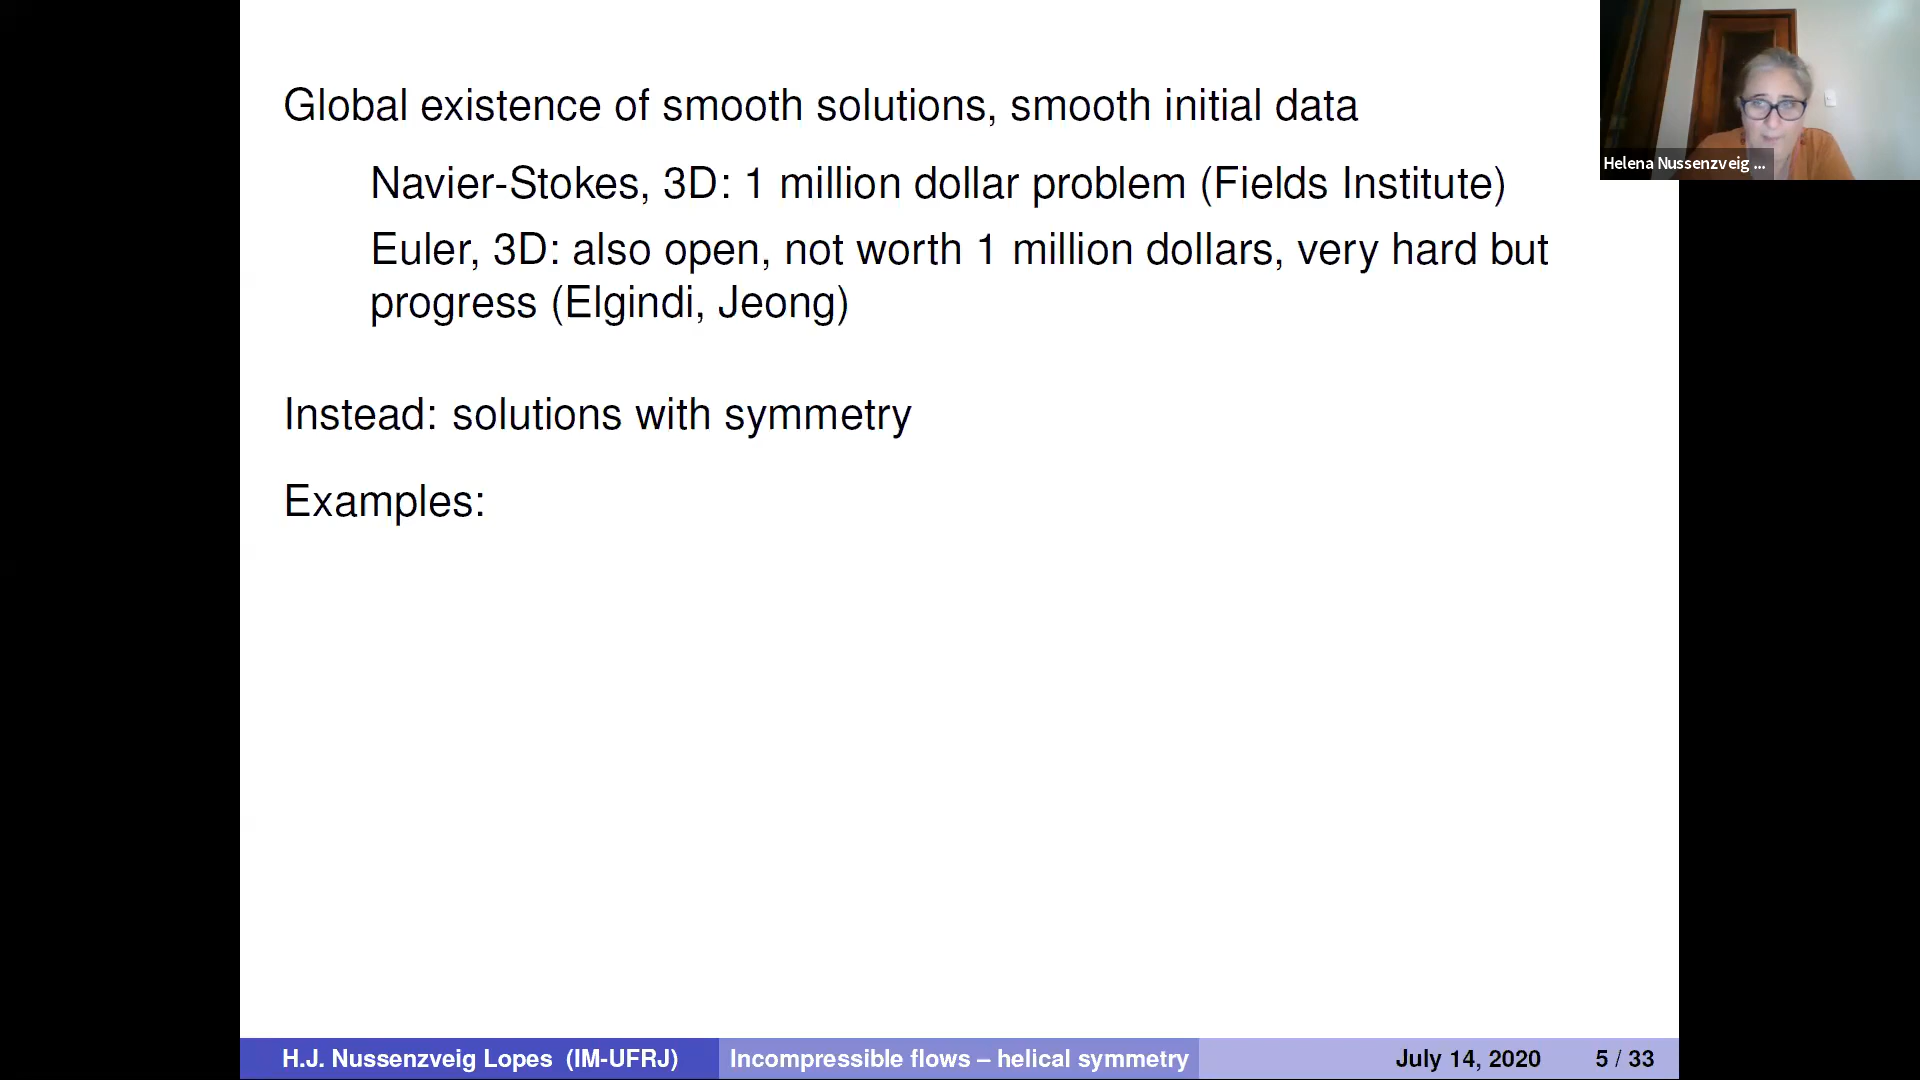 Global existence of smooth solutions, smooth initial data
Navier-Stokes, 3D: 1 million dollar problem (Fields Institute)
Euler, 3D: also open, not worth 1 million dollars, very hard but
progress (Elgindi, Jeong)
Instead: solutions with symmetry
Examples:
Helena Nussenzveig ...
H.J. Nussenzveig Lopes (IM-UFRJ)
Incompressible flows – helical symmetry
July 14, 2020
5 / 33